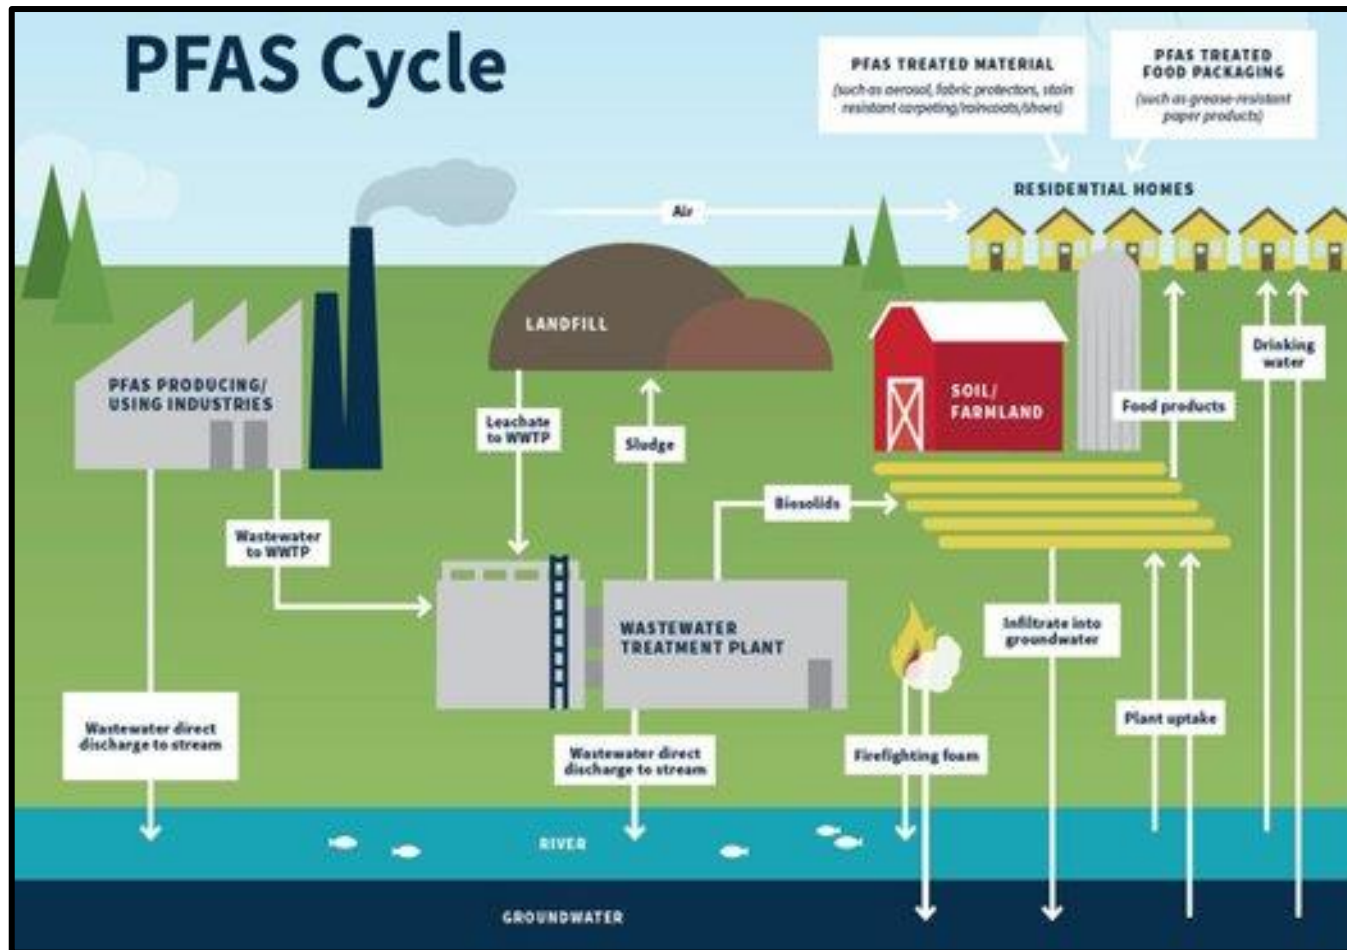 PFAS Cycle
PFAS TREATED MATERIAL
(such as aerosol, fabric protectors, stain
resistant carpeting/raincoats/shoes)
PFAS TREATED
FOOD PACKAGING
(such as grease-resistant
paper products)
RESIDENTIAL HOMES
Air
LANDFILL
PFAS PRODUCING/
USING INDUSTRIES
Leachate
to WWTP
Sludge
SOIL/
FARMLAND
Food products
Drinking
water
Biosolids
Wastewater
to WWTP
WASTEWATER
TREATMENT PLANT
Infiltrate into
groundwater
Plant uptake
Wastewater direct
discharge to stream
Wastewater direct
discharge to stream
Firefighting foam
RIVER
GROUNDWATER